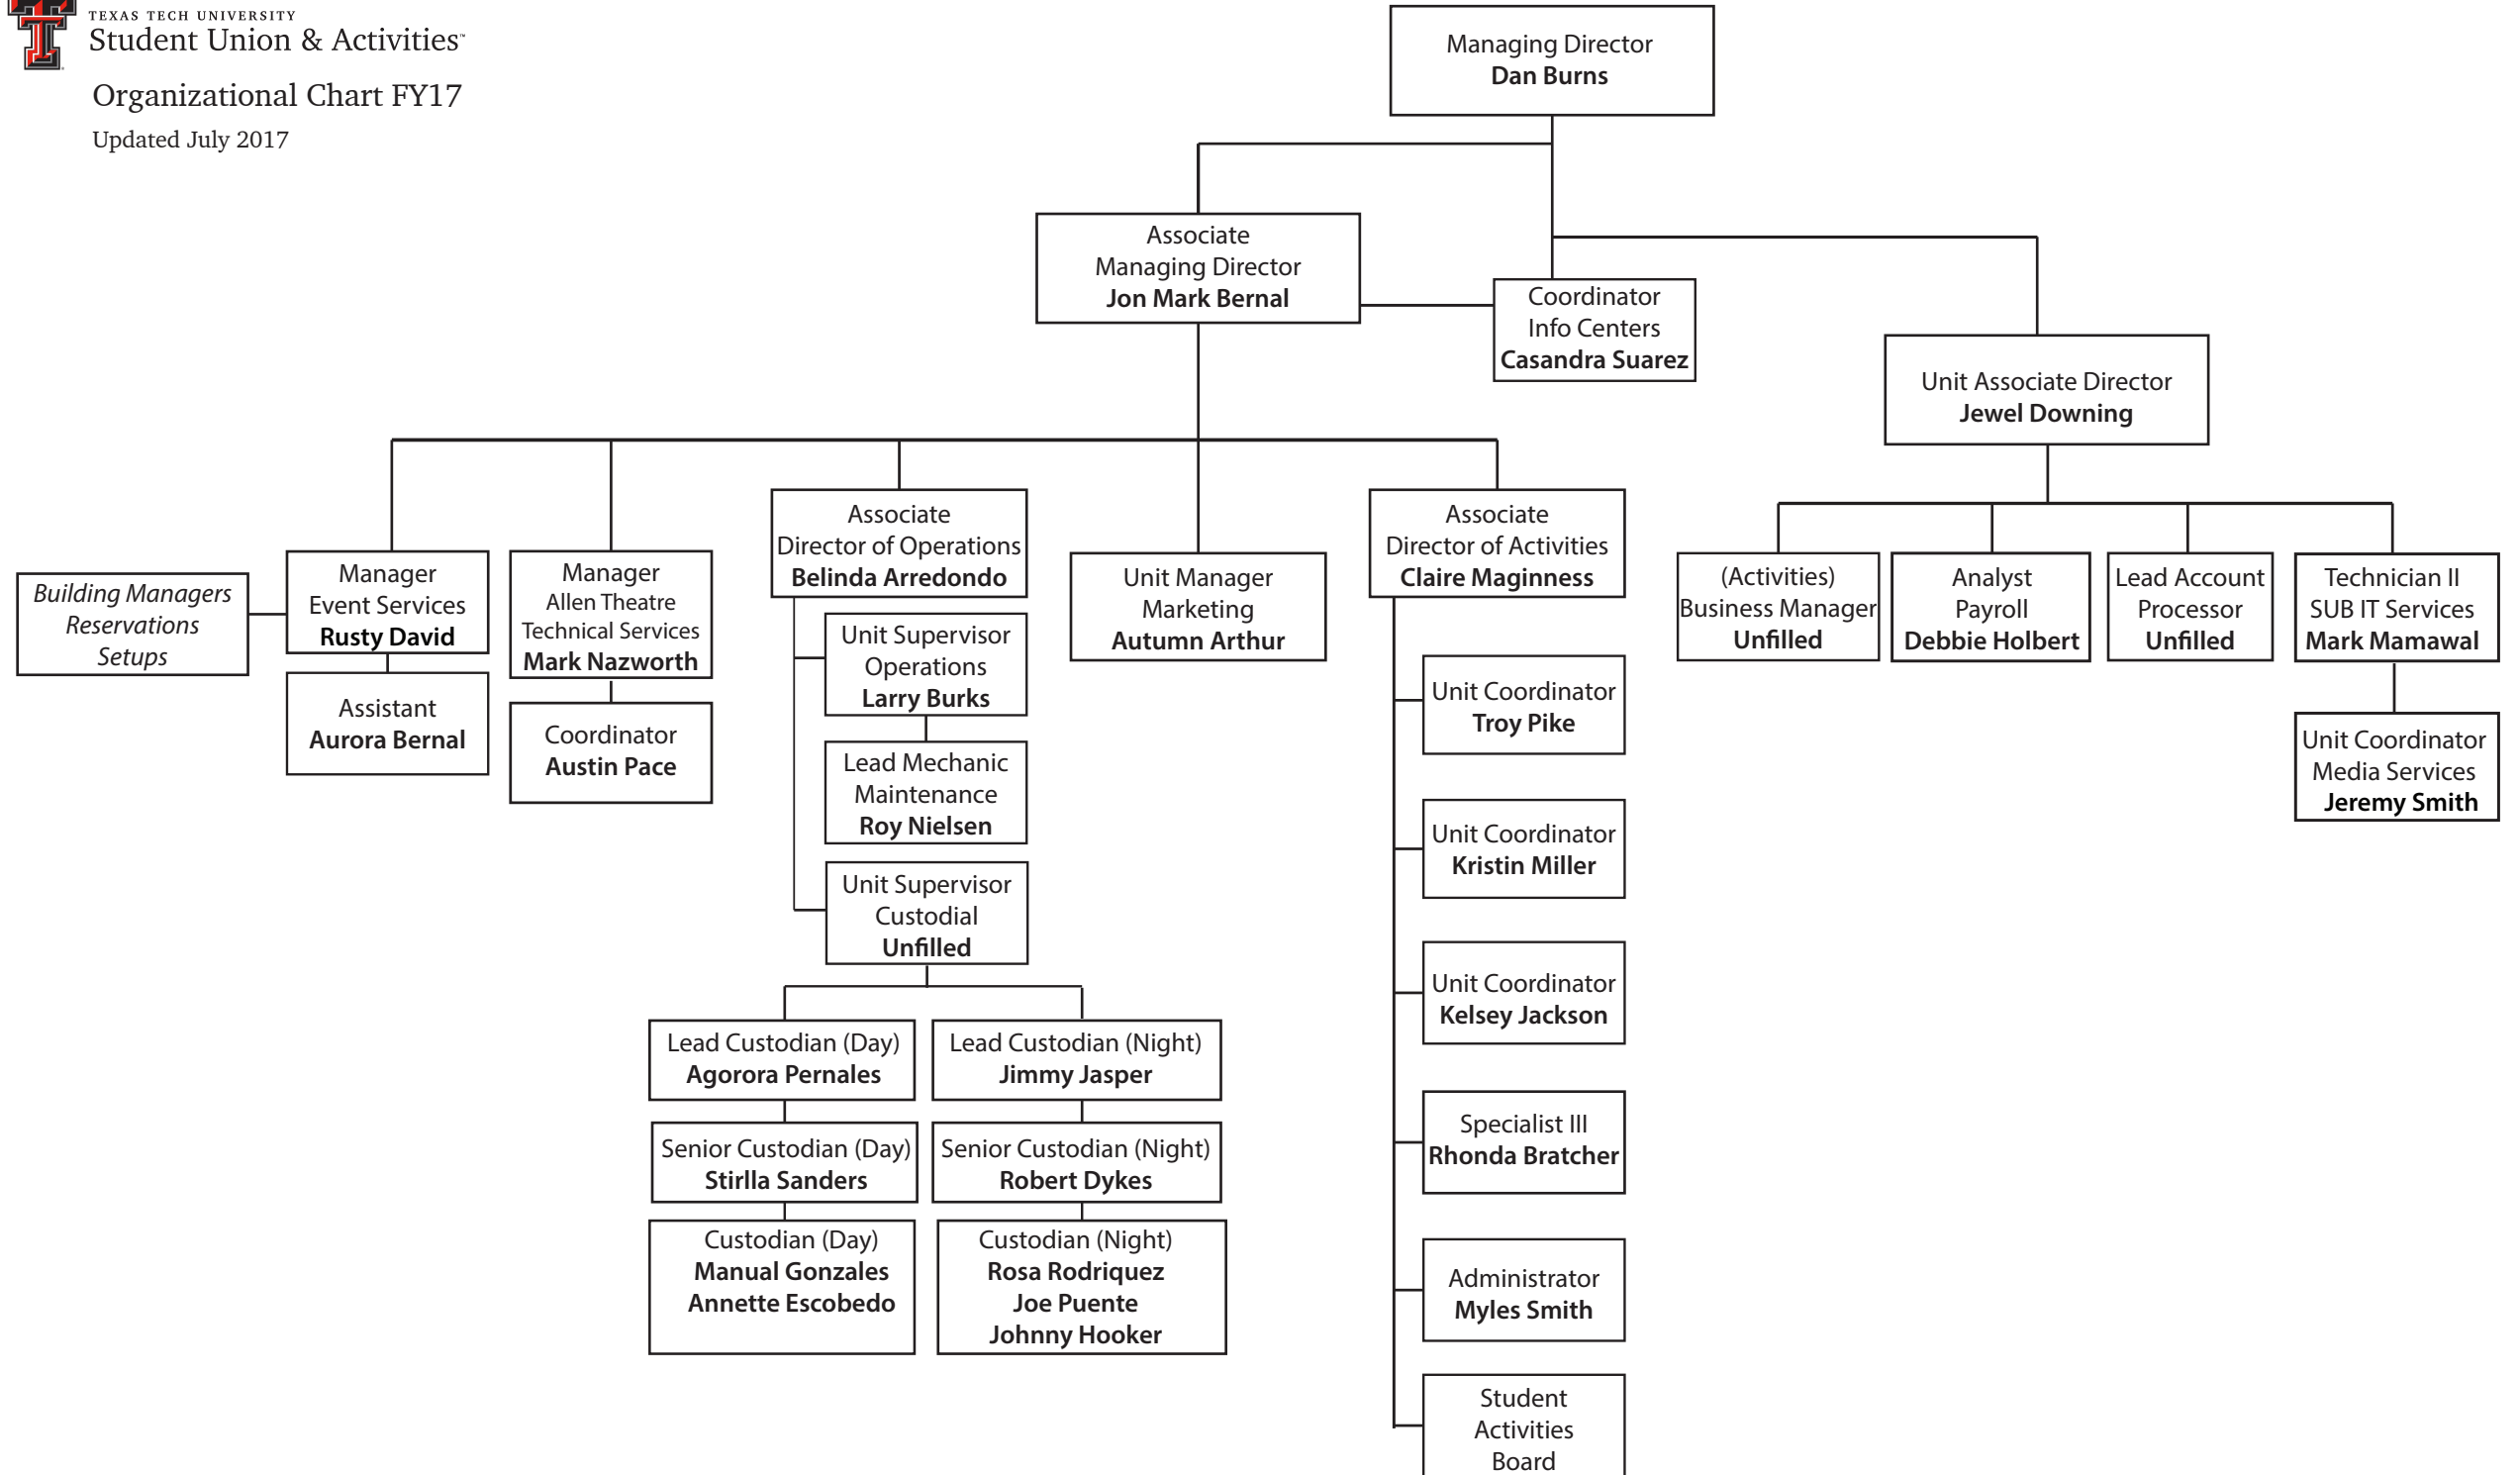 TEXAS TECH UNIVERSITY
Student Union & Activities™
Organizational Chart FY17
Updated July 2017
Managing Director
Dan Burns
Associate
Managing Director
Jon Mark Bernal
Coordinator
Info Centers
Casandra Suarez
Unit Associate Director
Jewel Downing
Building Managers
Reservations
Setups
Manager
Event Services
Rusty David
Assistant
Aurora Bernal
Manager
Allen Theatre
Technical Services
Mark Nazworth
Coordinator
Austin Pace
Associate
Director of Operations
Belinda Arredondo
Unit Supervisor
Operations
Larry Burks
Lead Mechanic
Maintenance
Roy Nielsen
Unit Supervisor
Custodial
Unfilled
Lead Custodian (Day)
Agorora Pernales
Senior Custodian (Day)
Stirlla Sanders
Custodian (Day)
Manual Gonzales
Annette Escobedo
Lead Custodian (Night)
Jimmy Jasper
Senior Custodian (Night)
Robert Dykes
Custodian (Night)
Rosa Rodriquez
Joe Puente
Johnny Hooker
Unit Manager
Marketing
Autumn Arthur
Associate
Director of Activities
Claire Maginness
Unit Coordinator
Troy Pike
Unit Coordinator
Kristin Miller
Unit Coordinator
Kelsey Jackson
Specialist III
Rhonda Bratcher
Administrator
Myles Smith
Student
Activities
Board
(Activities)
Business Manager
Unfilled
Analyst
Payroll
Debbie Holbert
Lead Account
Processor
Unfilled
Technician II
SUB IT Services
Mark Mamawal
Unit Coordinator
Media Services
Jeremy Smith